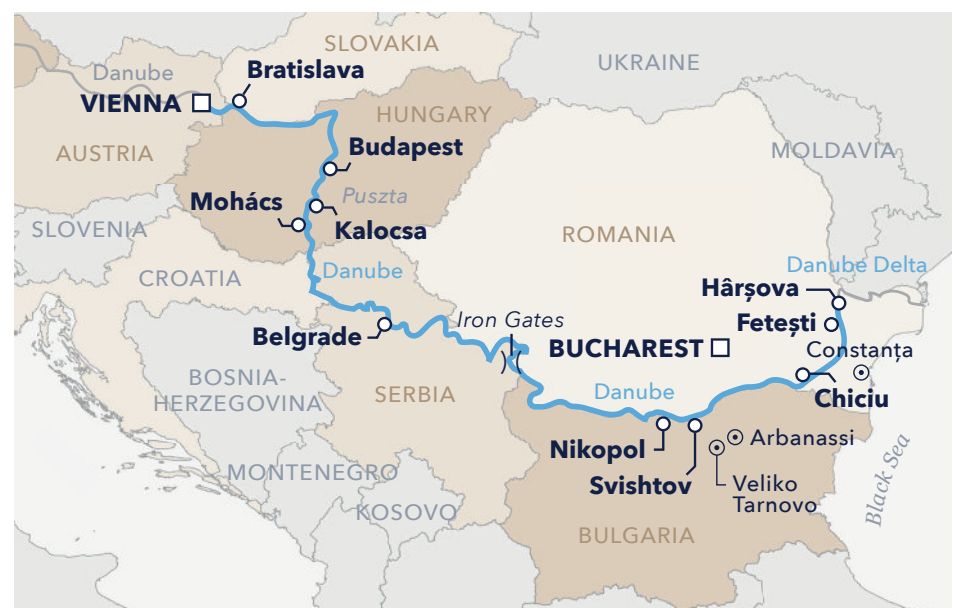 SLOVAKIA
UKRAINE
Danube
Bratislava
VIENNA
HUNGARY
AUSTRIA
Budapest
MOLDAVIA
Mohács
Puszta
Kalocsa
SLOVENIA
ROMANIA
CROATIA
Danube
Danube Delta
Hârșova
Iron Gates
Fetești
Belgrade
BUCHAREST
Constanța
BOSNIA-
HERZEGOVINA
SERBIA
Danube
Chiciu
Nikopol
Arbanassi
MONTENEGRO
Svishtov
Veliko
Tarnovo
Black Sea
KOSOVO
BULGARIA